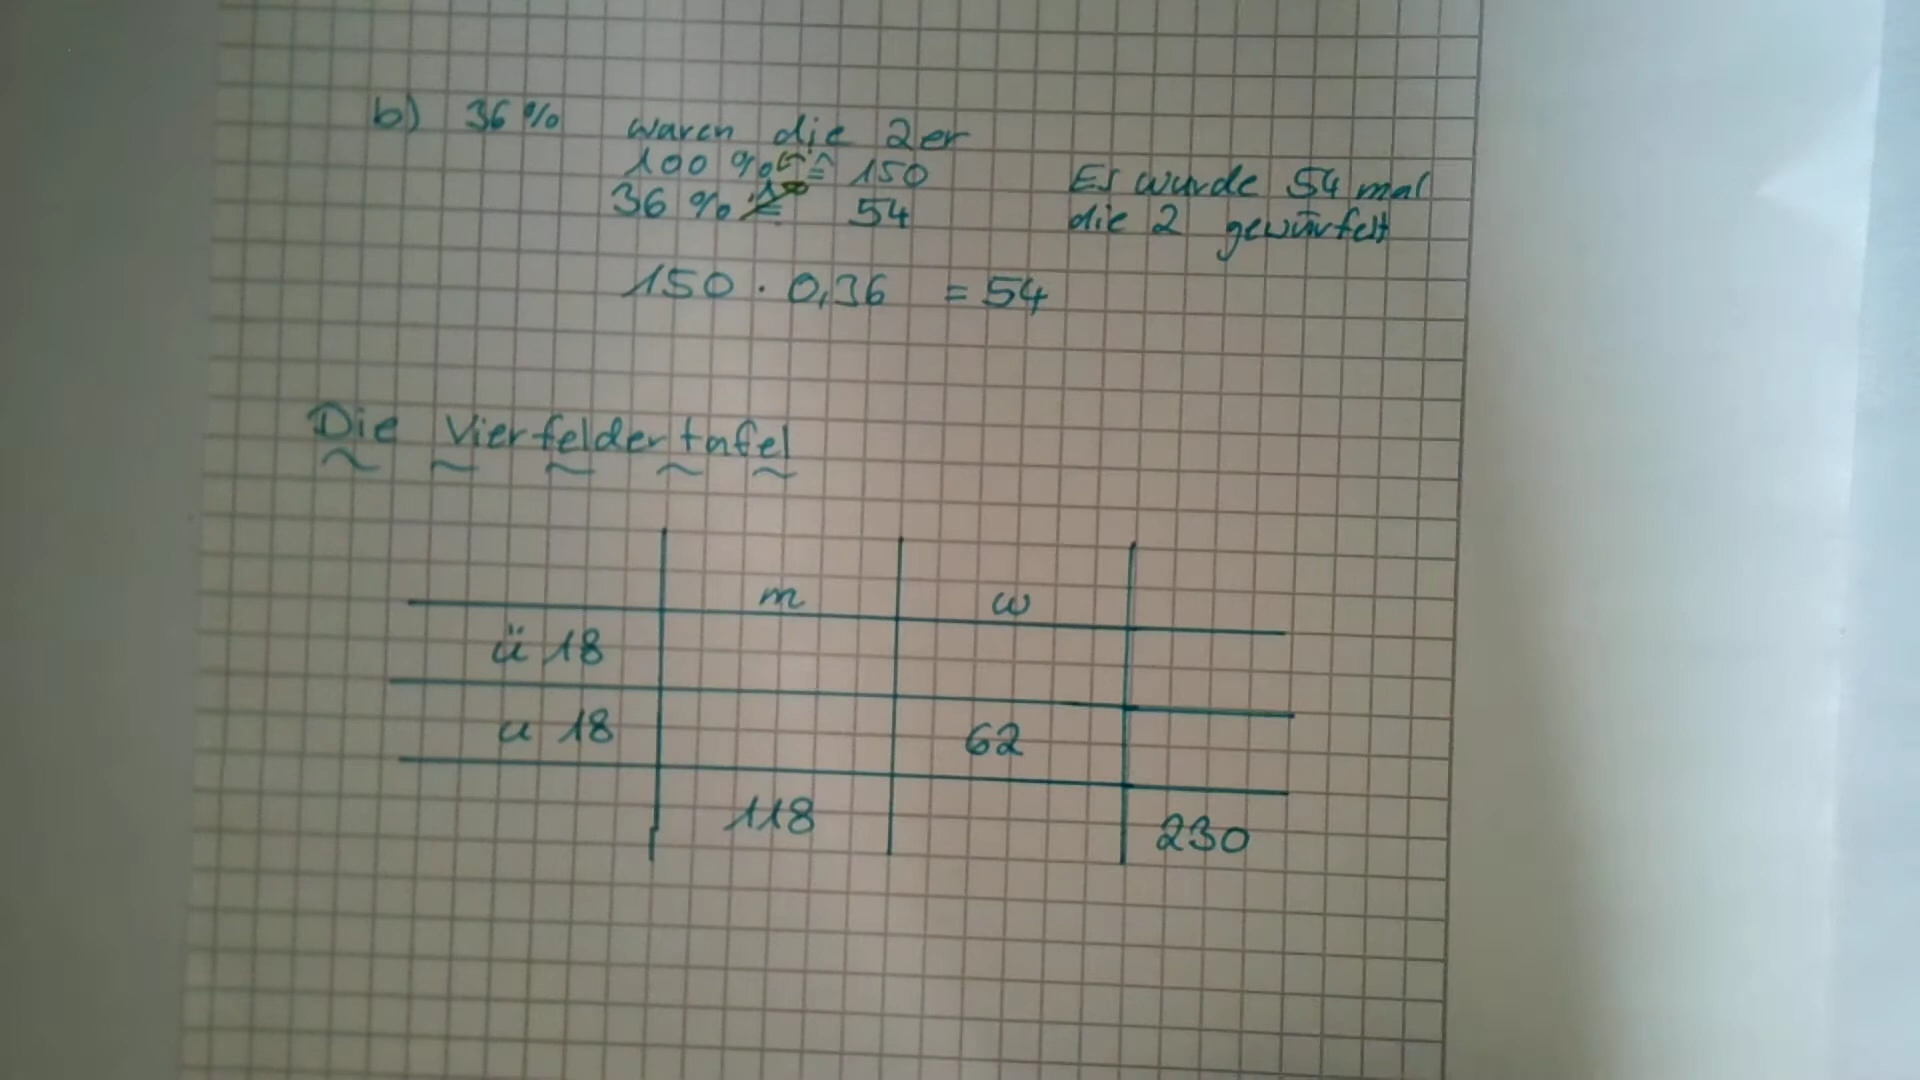 b) 36% waren die 2er
100 % ≙ 150
36 % ≙ 54
Es wurde 54 mal
die 2 gewürfelt
150 · 0,36 = 54
Die Vierfeldertafel
m w
ü 18
u 18 62
118 230